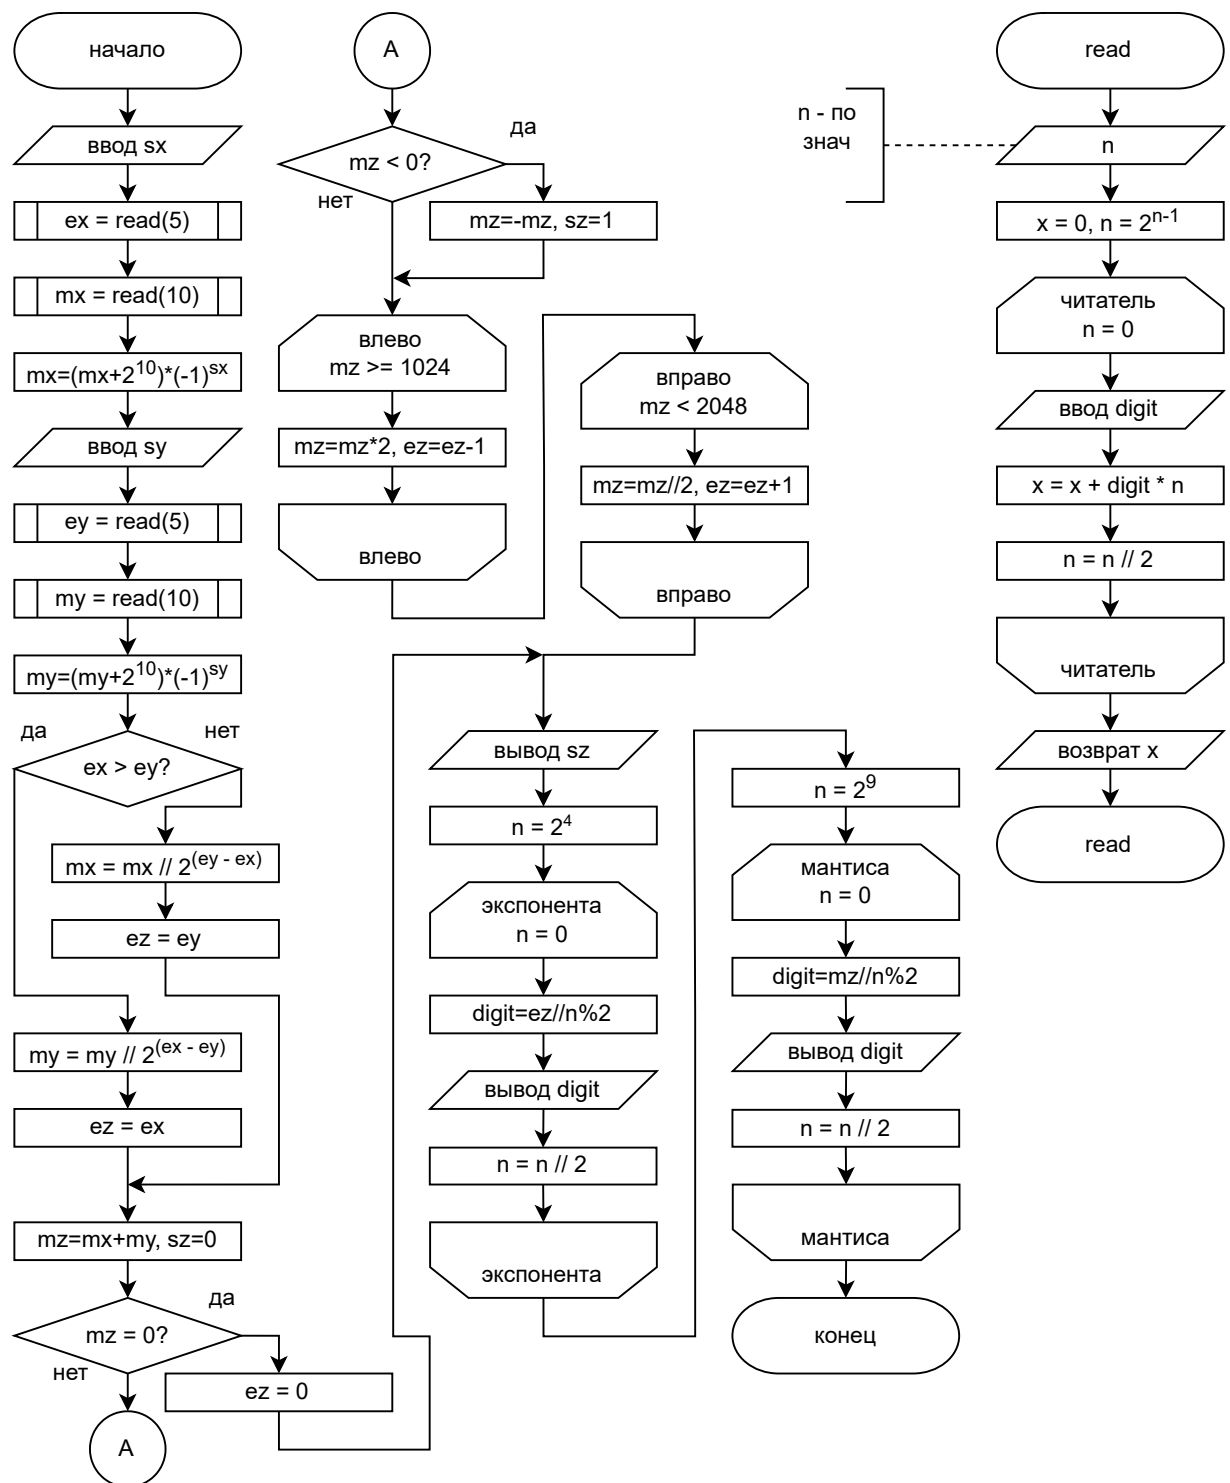 начало
ввод sx
ex = read(5)
mx = read(10)
mx=(mx+2^10)*(-1)^sx
ввод sy
ey = read(5)
my = read(10)
my=(my+2^10)*(-1)^sy
да
нет
ex > ey?
mx = mx // 2^(ey - ex)
ez = ey
my = my // 2^(ex - ey)
ez = ex
mz=mx+my, sz=0
да
mz = 0?
нет
ez = 0
A
A
да
mz < 0?
нет
mz=-mz, sz=1
влево
mz >= 1024
mz=mz*2, ez=ez-1
влево
вправо
mz < 2048
mz=mz//2, ez=ez+1
вправо
вывод sz
n = 2^4
экспонента
n = 0
digit=ez//n%2
вывод digit
n = n // 2
экспонента
n = 2^9
мантиса
n = 0
digit=mz//n%2
вывод digit
n = n // 2
мантиса
конец
n - по
знач
read
n
x = 0, n = 2^n-1
читатель
n = 0
ввод digit
x = x + digit * n
n = n // 2
читатель
возврат x
read